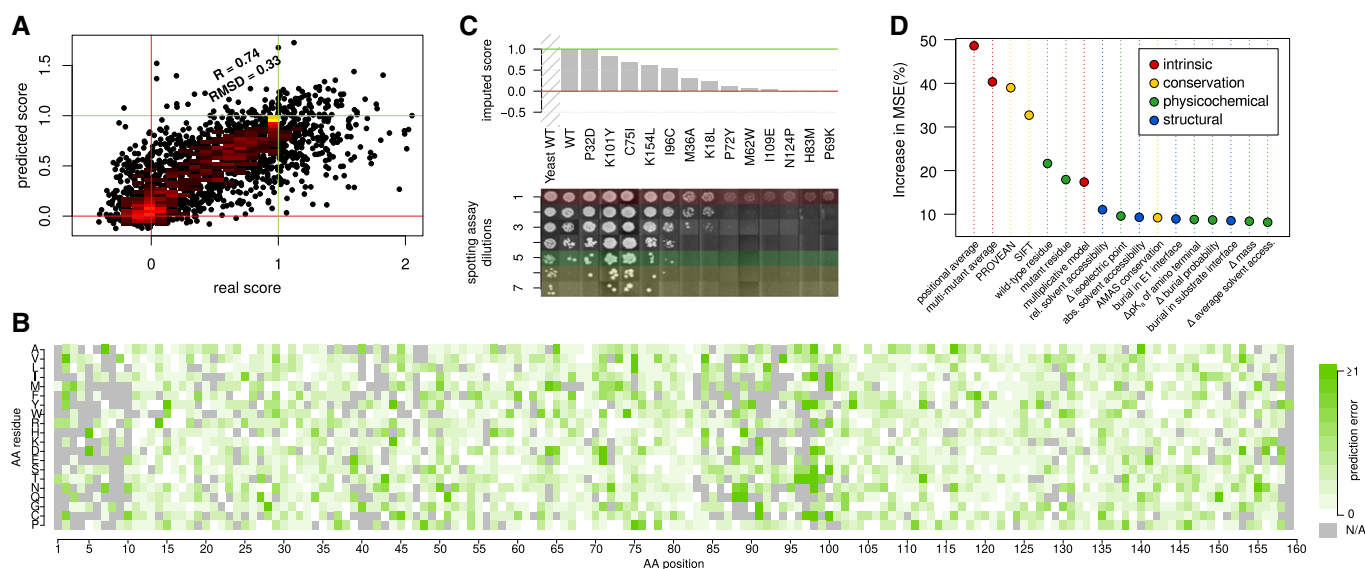 A
predicted score
1.5
1.0
0.5
0.0
R = 0.74
RMSD = 0.33
0
1
2
real score
C
imputed score
1.0
0.5
0.0
−0.5
Yeast WT
WT
P32D
K101Y
C75I
K154L
I96C
M36A
K18L
P72Y
M62W
I109E
N124P
H83M
P69K
spotting assay
dilutions
1
3
5
7
D
Increase in MSE(%)
50
40
30
20
10
intrinsic
conservation
physicochemical
structural
positional average
multi-mutant average
PROVEAN
SIFT
wild-type residue
mutant residue
multiplicative model
rel. solvent accessibility
Δ isoelectric point
abs. solvent accessibility
AMAS conservation
burial in E1 interface
ΔpKa of amino terminal
Δ burial probability
burial in substrate interface
Δ mass
Δ average solvent access.
B
AA residue
A
V
L
I
M
F
Y
W
R
H
K
D
E
S
T
N
Q
G
C
P
1 5 10 15 20 25 30 35 40 45 50 55 60 65 70 75 80 85 90 95 100 105 110 115 120 125 130 135 140 145 150 155 160
AA position
≥1
prediction error
0
N/A